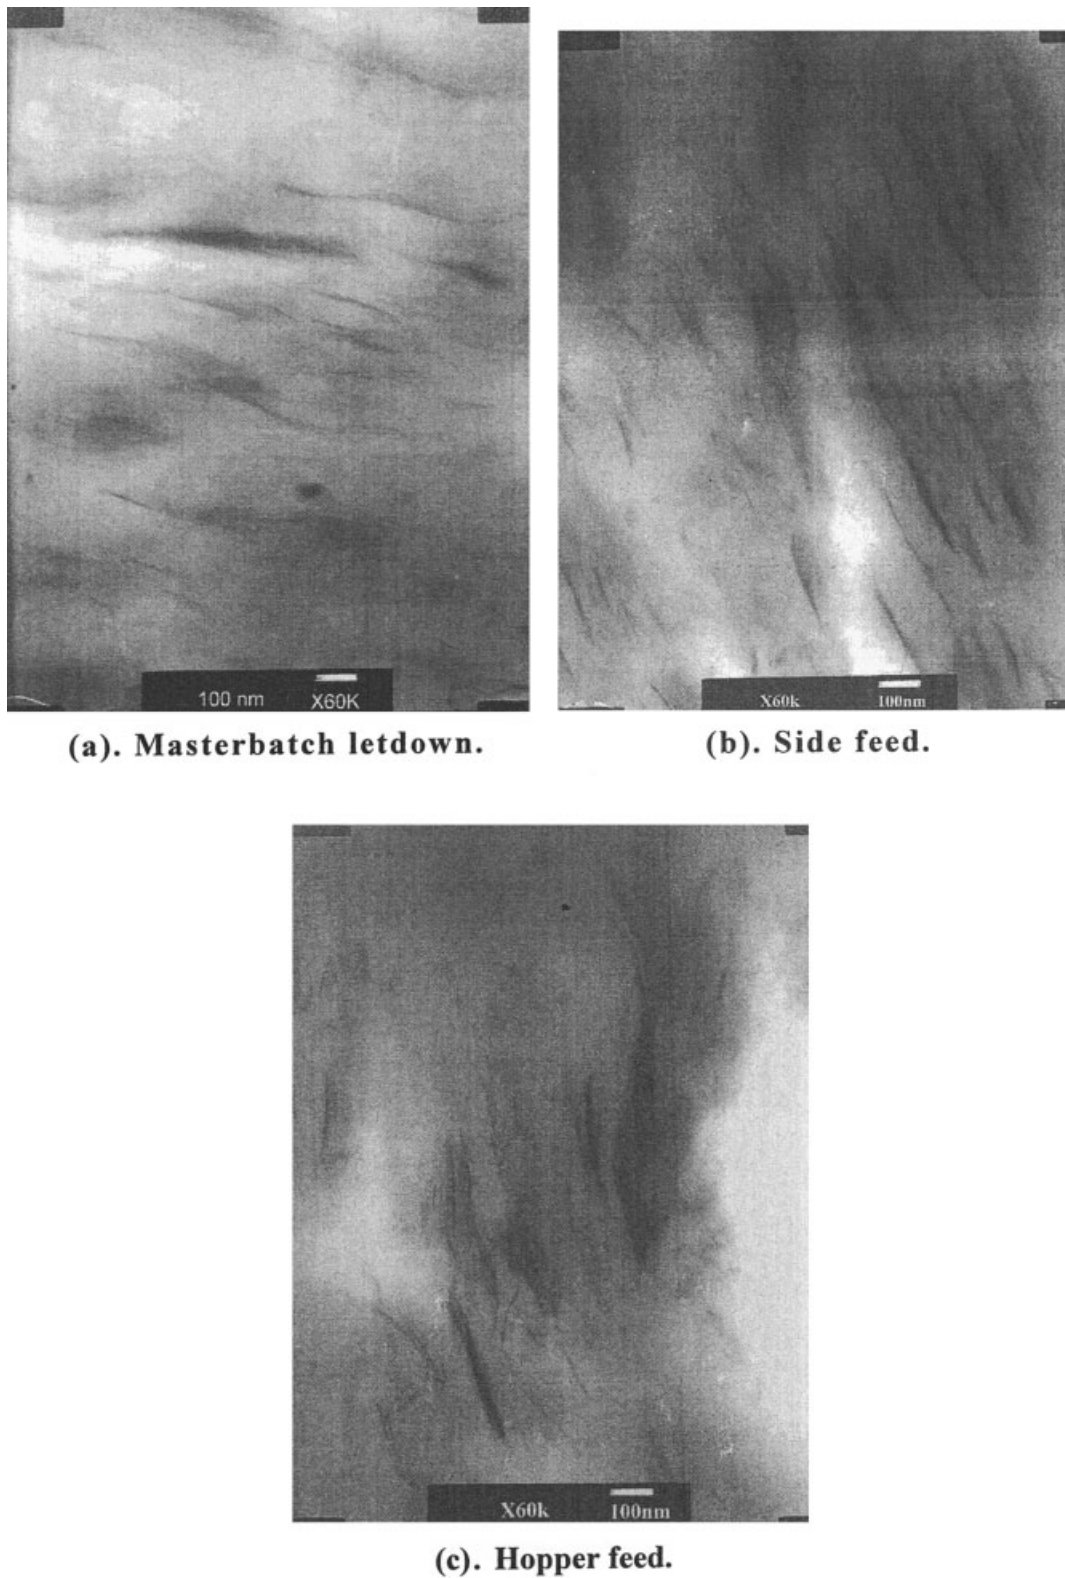 100 nm X60K
(a). Masterbatch letdown.
X60k 100nm
(b). Side feed.
X60k 100nm
(c). Hopper feed.